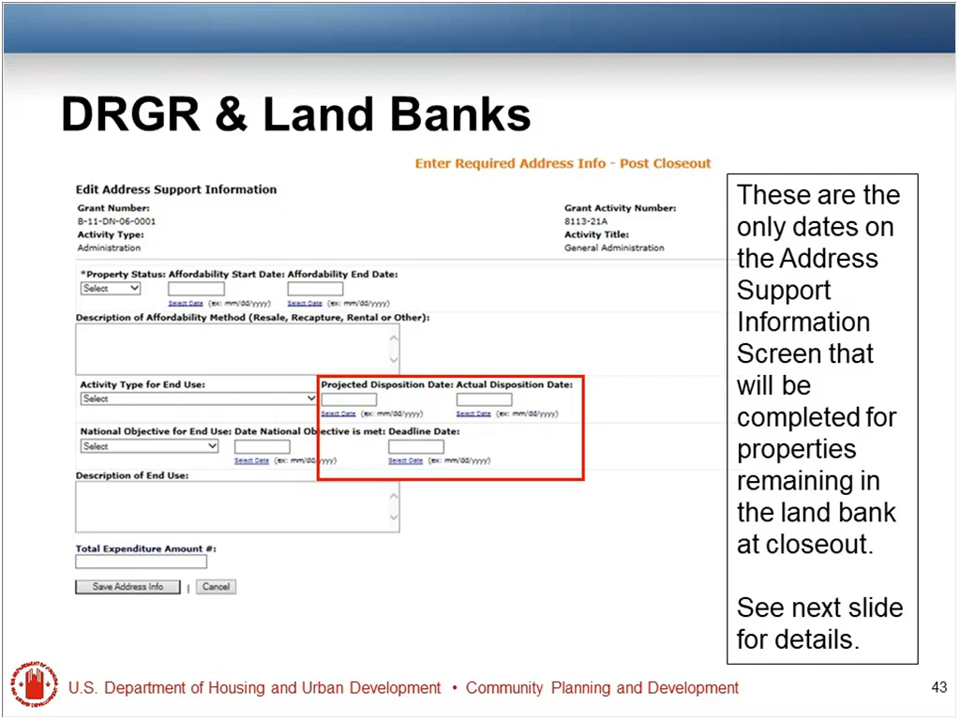 DRGR & Land Banks
Enter Required Address Info - Post Closeout
Edit Address Support Information
Grant Number:
B-11-DN-06-0001
Activity Type:
Administration
Grant Activity Number:
8113-21A
Activity Title:
General Administration
*Property Status: Affordability Start Date: Affordability End Date:
Select
Select Date (ex: mm/dd/yyyy) Select Date (ex: mm/dd/yyyy)
Description of Affordability Method (Resale, Recapture, Rental or Other):
Activity Type for End Use: Projected Disposition Date: Actual Disposition Date:
Select
Select Date (ex: mm/dd/yyyy) Select Date (ex: mm/dd/yyyy)
National Objective for End Use: Date National Objective is met: Deadline Date:
Select
Select Date (ex: mm/dd/yyyy) Select Date (ex: mm/dd/yyyy)
Description of End Use:
Total Expenditure Amount #:
Save Address Info | Cancel
These are the
only dates on
the Address
Support
Information
Screen that
will be
completed for
properties
remaining in
the land bank
at closeout.
See next slide
for details.
U.S. Department of Housing and Urban Development • Community Planning and Development
43